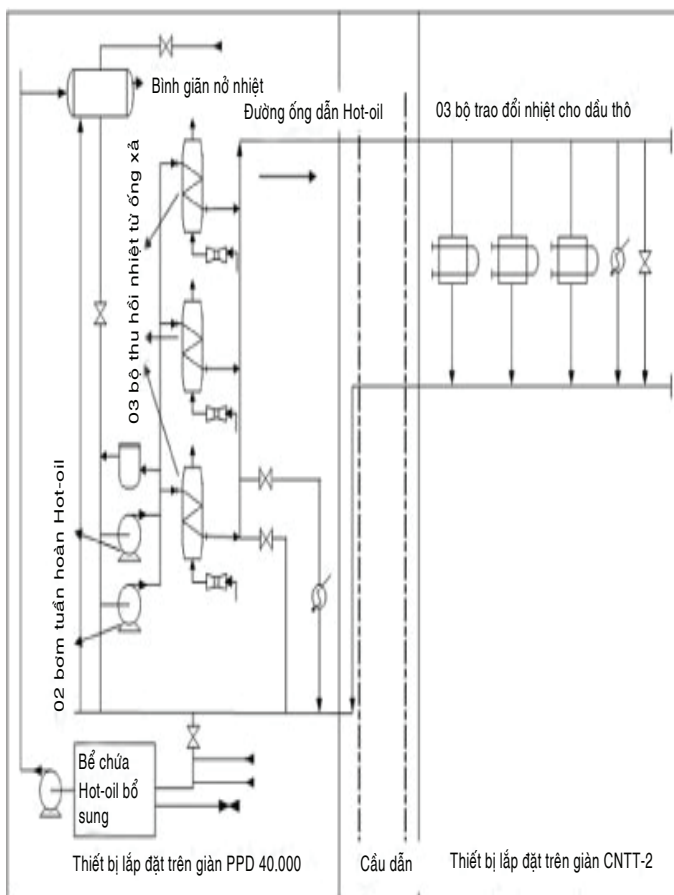 Bình giãn nở nhiệt
Đường ống dẫn Hot-oil
03 bộ trao đổi nhiệt cho dầu thô
03 bộ thu hồi nhiệt từ ống xả
02 bơm tuần hoàn Hot-oil
Bể chứa
Hot-oil bổ
sung
Thiết bị lắp đặt trên giàn PPD 40.000
Cầu dẫn
Thiết bị lắp đặt trên giàn CNTT-2